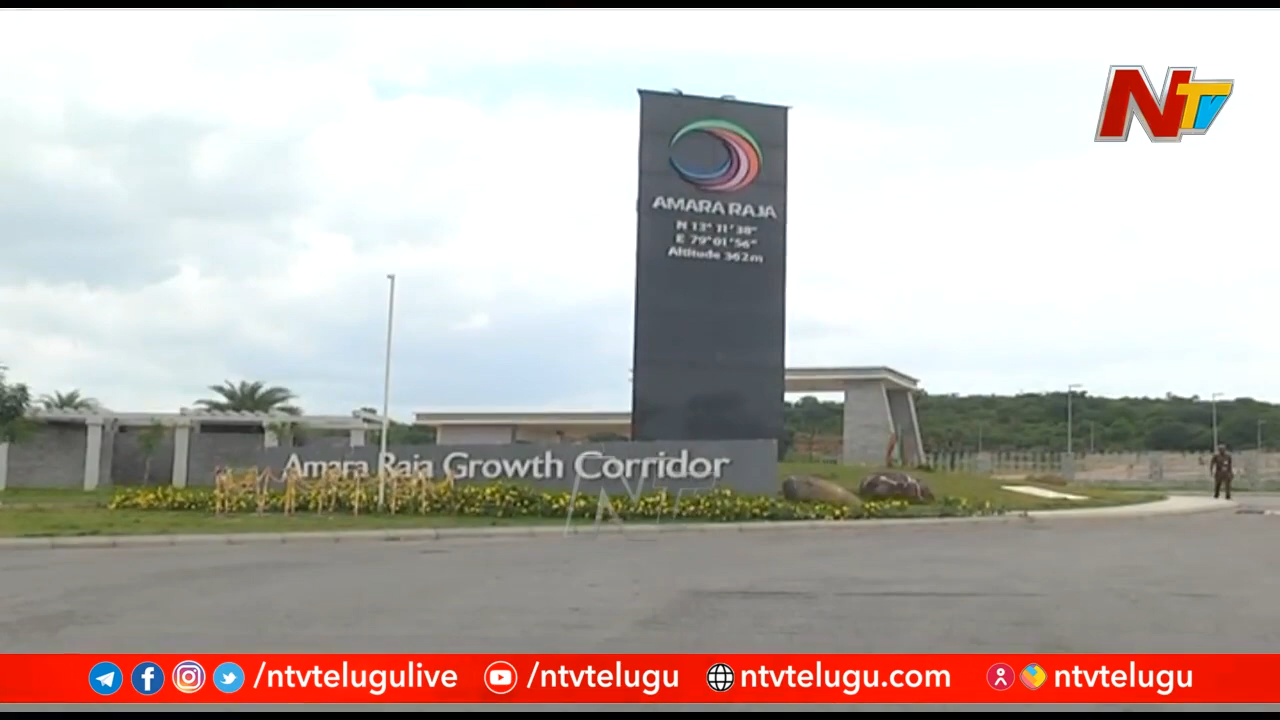 NTV
AMARA RAJA
N 13° 11' 38"
E 79° 01' 56"
Altitude 362m
Amara Raja Growth Corridor
/ntvtelugulive
/ntvtelugu
ntvtelugu.com
ntvtelugu